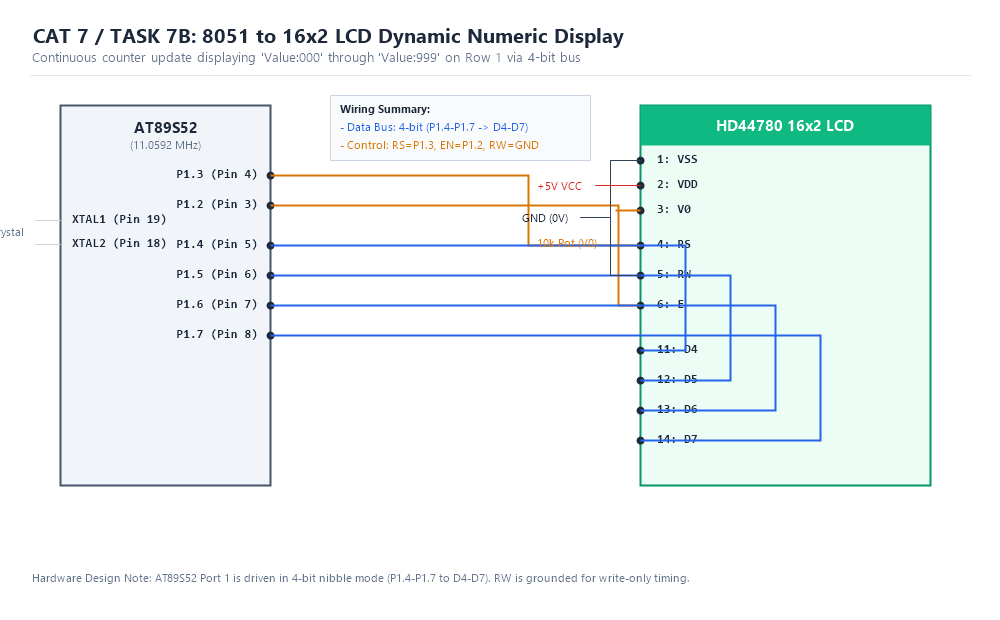 CAT 7 / TASK 7B: 8051 to 16x2 LCD Dynamic Numeric Display
Continuous counter update displaying 'Value:000' through 'Value:999' on Row 1 via 4-bit bus
Wiring Summary:
- Data Bus: 4-bit (P1.4-P1.7 -> D4-D7)
- Control: RS=P1.3, EN=P1.2, RW=GND
AT89S52
(11.0592 MHz)
P1.3 (Pin 4)
P1.2 (Pin 3)
XTAL1 (Pin 19)
rystal
XTAL2 (Pin 18)
P1.4 (Pin 5)
P1.5 (Pin 6)
P1.6 (Pin 7)
P1.7 (Pin 8)
+5V VCC
GND (0V)
10k Pot (V0)
HD44780 16x2 LCD
1: VSS
2: VDD
3: V0
4: RS
5: RW
6: E
11: D4
12: D5
13: D6
14: D7
Hardware Design Note: AT89S52 Port 1 is driven in 4-bit nibble mode (P1.4-P1.7 to D4-D7). RW is grounded for write-only timing.